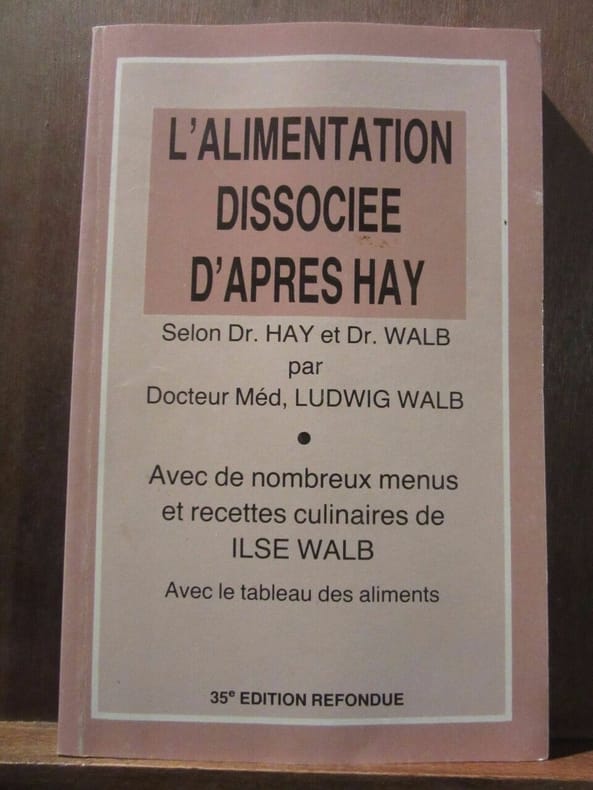 L'ALIMENTATION
DISSOCIEE
D'APRES HAY
Selon Dr. HAY et Dr. WALB
par
Docteur Méd, LUDWIG WALB
●
Avec de nombreux menus
et recettes culinaires de
ILSE WALB
Avec le tableau des aliments
35e EDITION REFONDUE